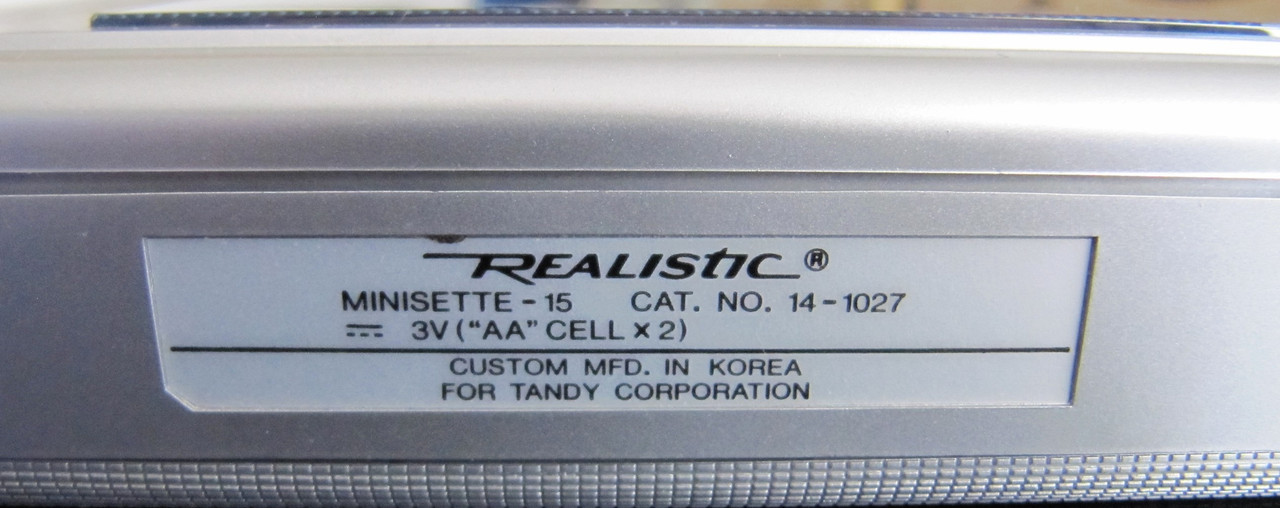 REALISTIC®
MINISETTE-15 CAT. NO. 14-1027
⎓ 3V ("AA" CELL x 2)
CUSTOM MFD. IN KOREA
FOR TANDY CORPORATION